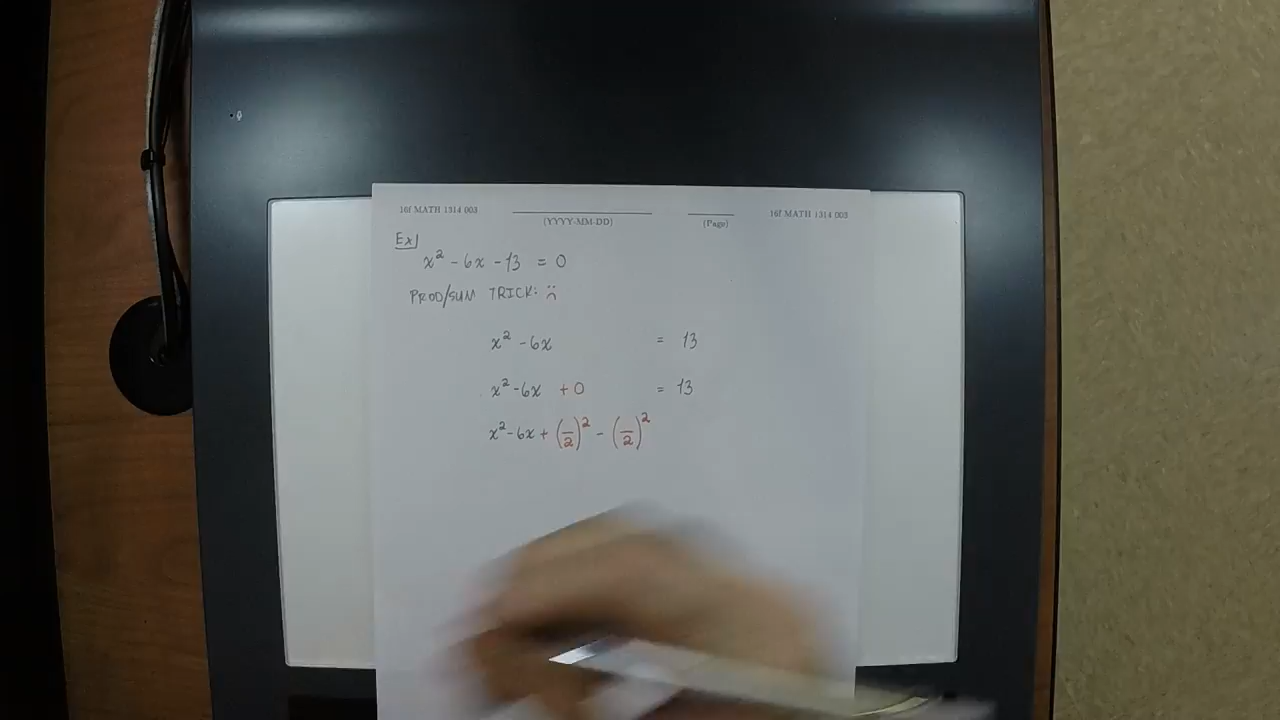 16f MATH 1314 003 (YYYY-MM-DD) (Page) 16f MATH 1314 003
Ex|
x² - 6x - 13 = 0
PROD/SUM TRICK: ☹
x² - 6x = 13
x² - 6x + 0 = 13
x² - 6x + (—/2)² - (—/2)²